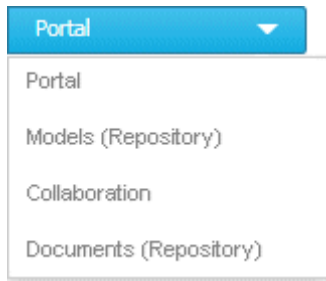 Portal
Portal
Models (Repository)
Collaboration
Documents (Repository)